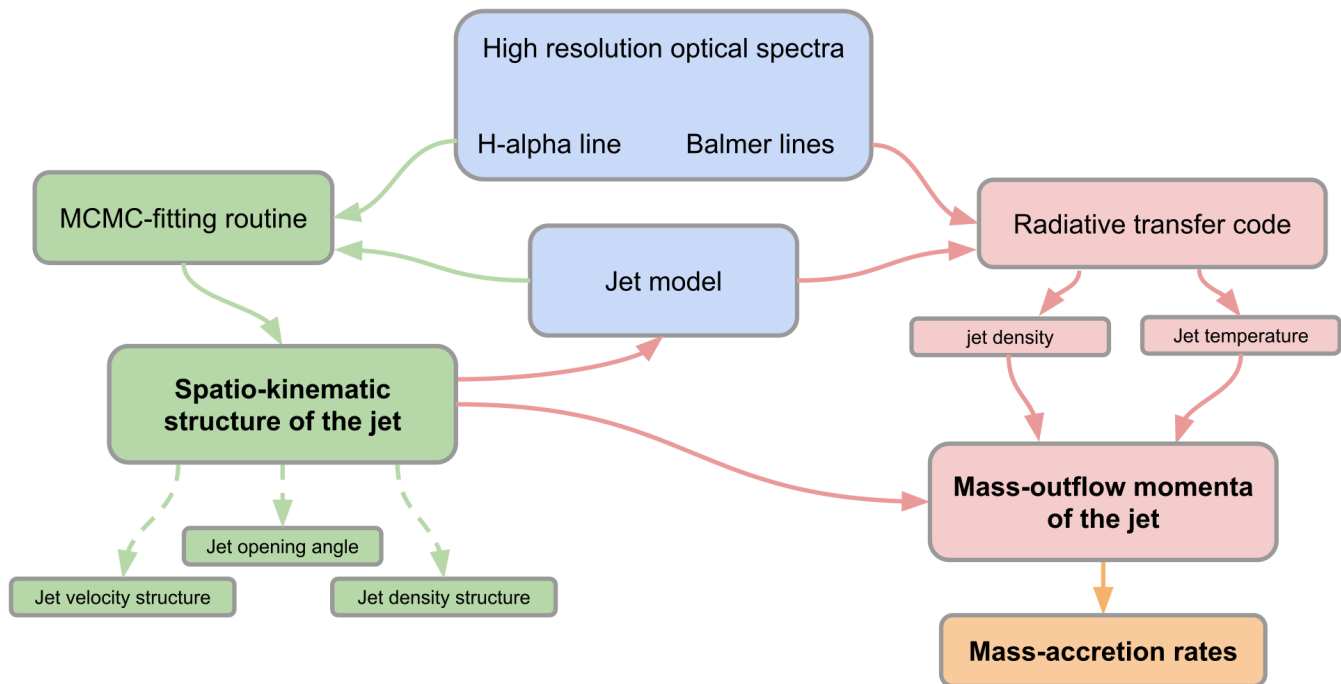 High resolution optical spectra
H-alpha line
Balmer lines
MCMC-fitting routine
Radiative transfer code
Jet model
jet density
Jet temperature
Spatio-kinematic
structure of the jet
Mass-outflow momenta
of the jet
Jet opening angle
Jet velocity structure
Jet density structure
Mass-accretion rates